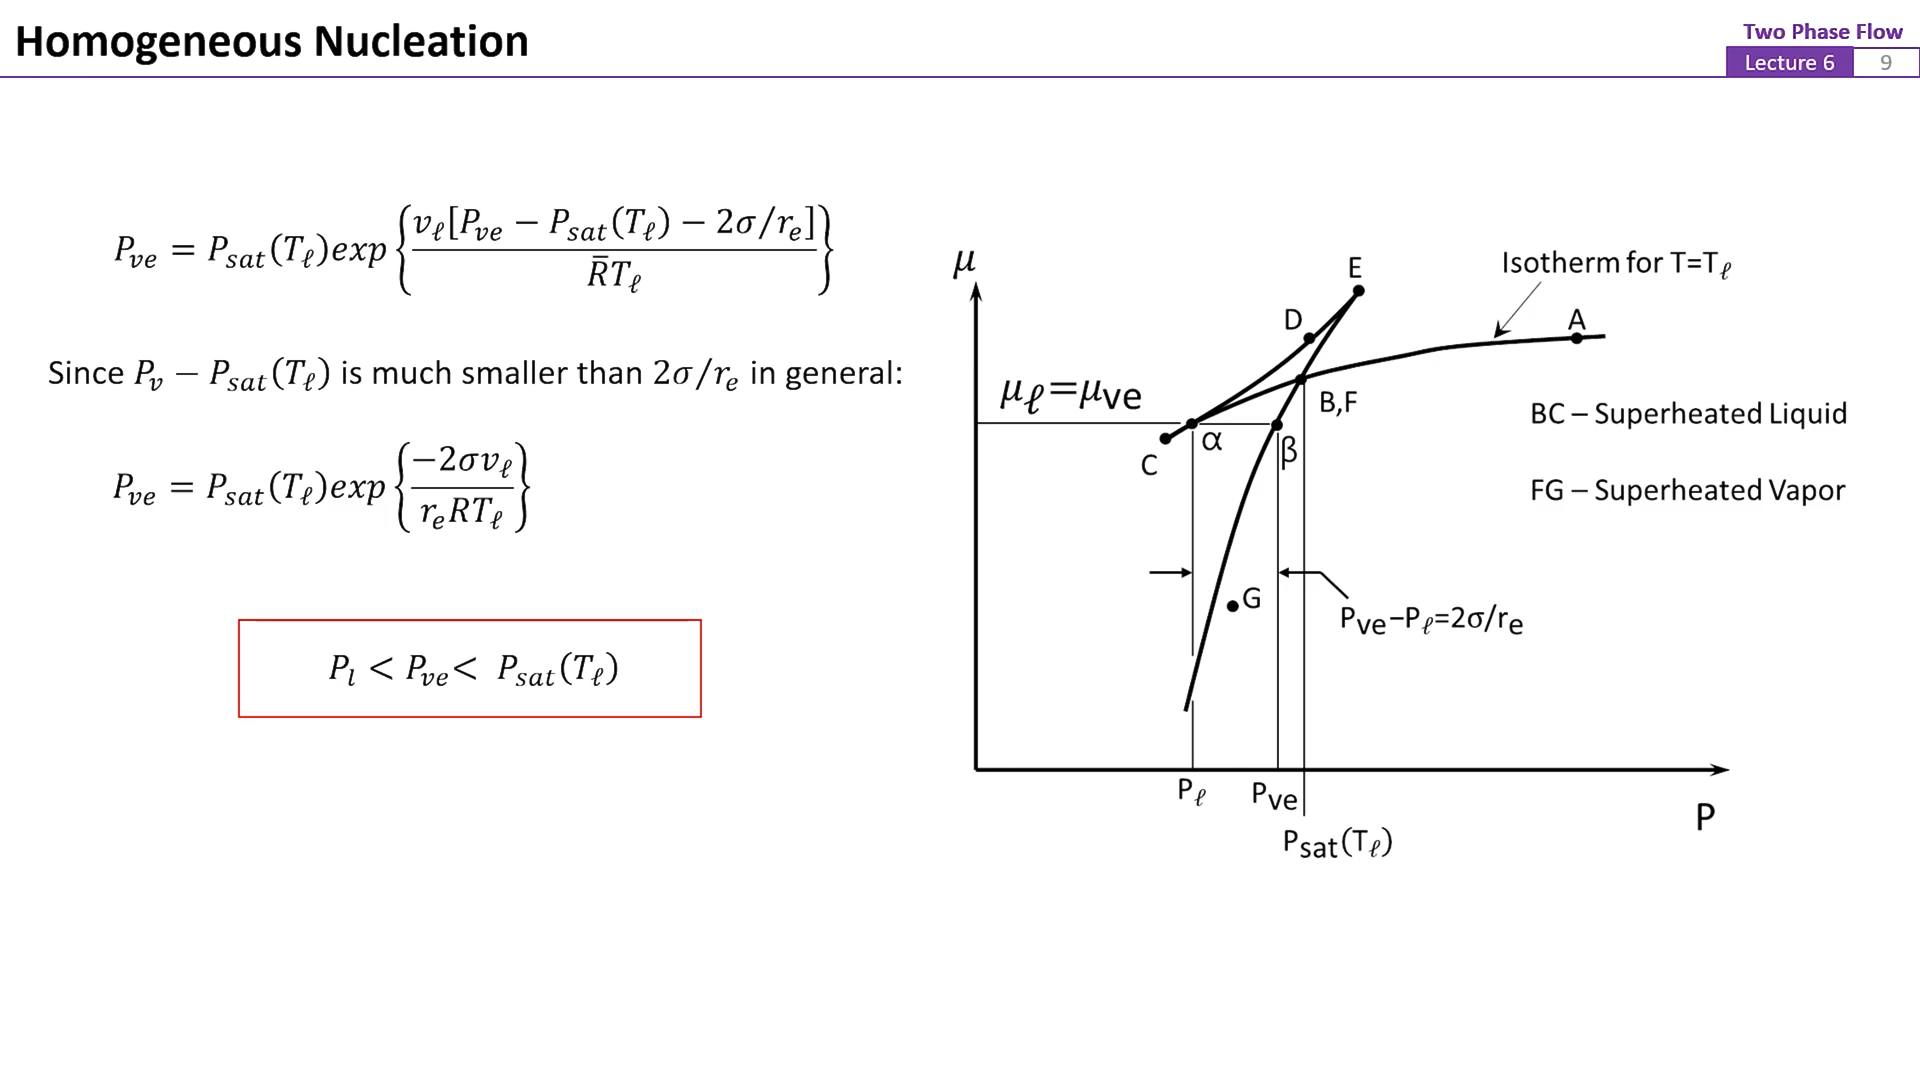 Homogeneous Nucleation
Two Phase Flow
Lecture 6 9
P_ve = P_sat(T_ℓ)exp{v_ℓ[P_ve − P_sat(T_ℓ) − 2σ/r_e] / R̄T_ℓ}
Since P_v − P_sat(T_ℓ) is much smaller than 2σ/r_e in general:
P_ve = P_sat(T_ℓ)exp{−2σv_ℓ / r_eRT_ℓ}
P_l < P_ve < P_sat(T_ℓ)
μ
E
Isotherm for T=T_ℓ
D
A
μ_ℓ=μ_ve
B,F
BC – Superheated Liquid
C
α
β
FG – Superheated Vapor
G
P_ve−P_ℓ=2σ/r_e
P_ℓ
P_ve
P
P_sat(T_ℓ)